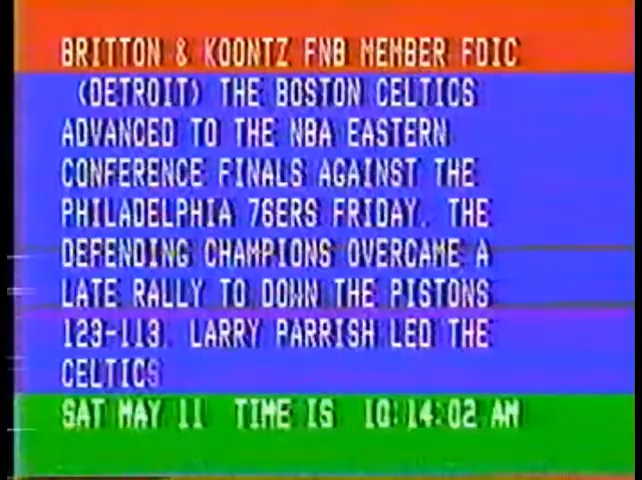 BRITTON & KOONTZ FNB MEMBER FDIC
(DETROIT) THE BOSTON CELTICS
ADVANCED TO THE NBA EASTERN
CONFERENCE FINALS AGAINST THE
PHILADELPHIA 76ERS FRIDAY. THE
DEFENDING CHAMPIONS OVERCAME A
LATE RALLY TO DOWN THE PISTONS
123-113. LARRY PARRISH LED THE
CELTICS
SAT MAY 11 TIME IS 10:14:02 AM